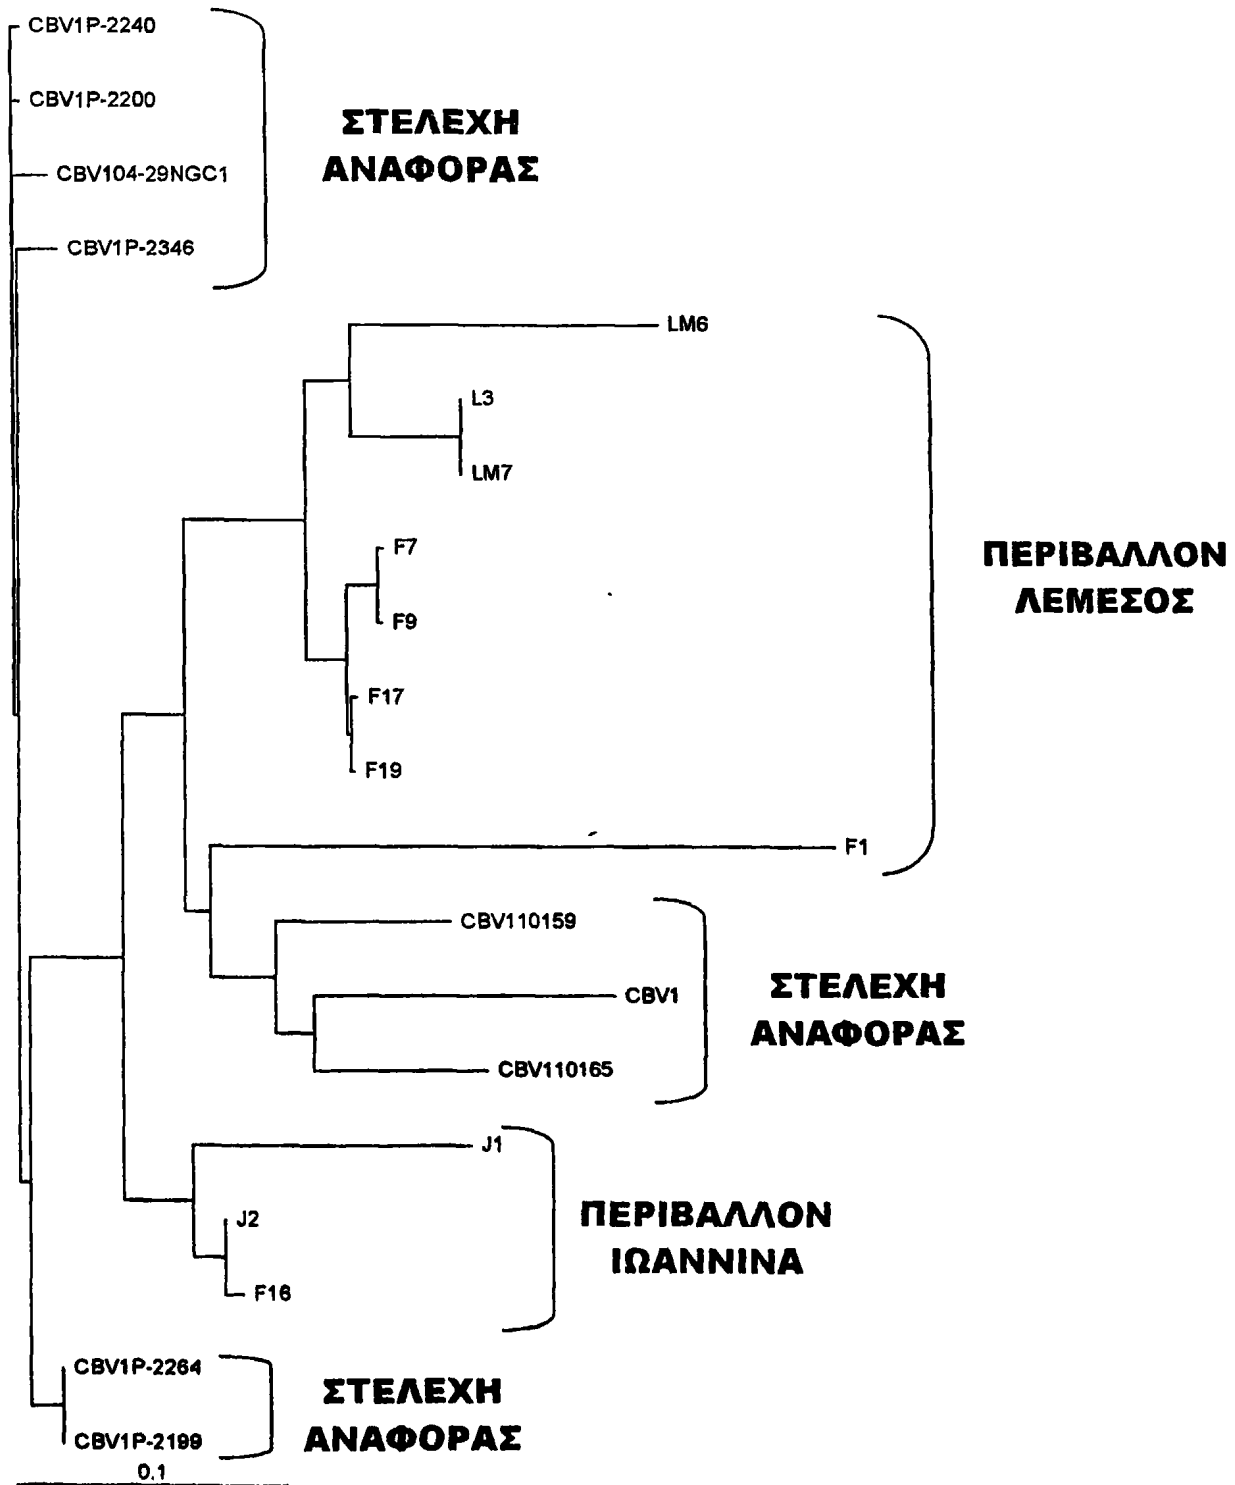 CBV1P-2240
CBV1P-2200
CBV104-29NGC1
CBV1P-2346
ΣΤΕΛΕΧΗ
ΑΝΑΦΟΡΑΣ
LM6
L3
LM7
F7
F9
F17
F19
F1
ΠΕΡΙΒΑΛΛΟΝ
ΛΕΜΕΣΟΣ
CBV110159
CBV1
CBV110165
ΣΤΕΛΕΧΗ
ΑΝΑΦΟΡΑΣ
J1
J2
F16
ΠΕΡΙΒΑΛΛΟΝ
ΙΩΑΝΝΙΝΑ
CBV1P-2264
CBV1P-2199
ΣΤΕΛΕΧΗ
ΑΝΑΦΟΡΑΣ
0.1